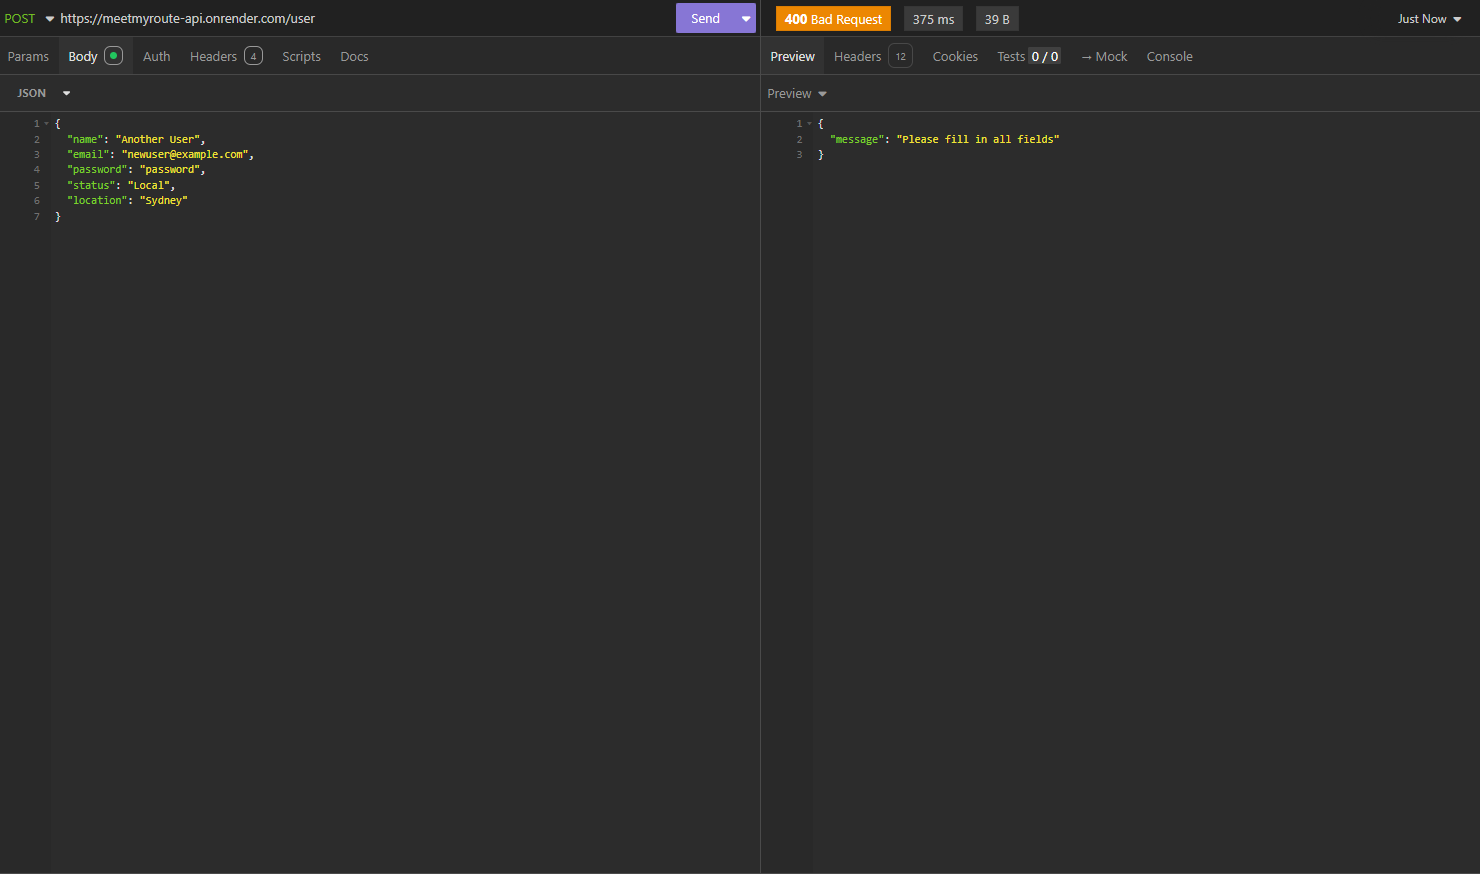 POST https://meetmyroute-api.onrender.com/user Send
Params Body Auth Headers 4 Scripts Docs
JSON
1 {
2 "name": "Another User",
3 "email": "newuser@example.com",
4 "password": "password",
5 "status": "Local",
6 "location": "Sydney"
7 }
400 Bad Request 375 ms 39 B Just Now
Preview Headers 12 Cookies Tests 0 / 0 → Mock Console
Preview
1 {
2 "message": "Please fill in all fields"
3 }